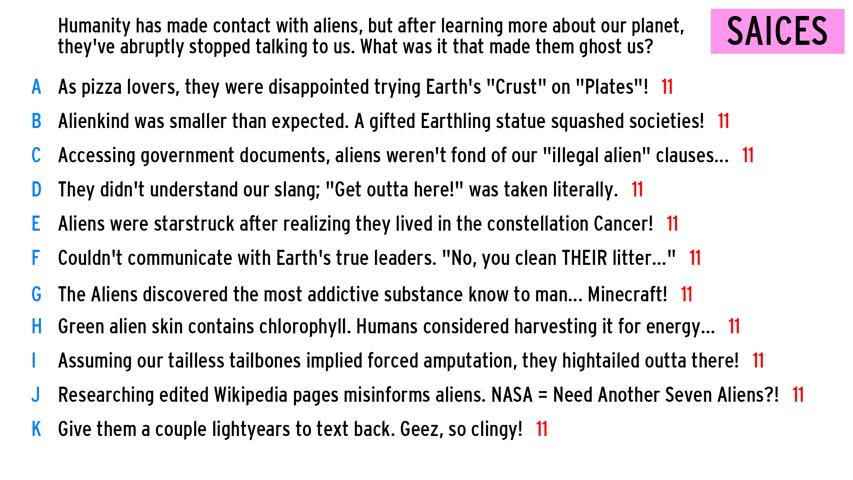 Humanity has made contact with aliens, but after learning more about our planet,
they've abruptly stopped talking to us. What was it that made them ghost us?
SAICES
A As pizza lovers, they were disappointed trying Earth's "Crust" on "Plates"! 11
B Alienkind was smaller than expected. A gifted Earthling statue squashed societies! 11
C Accessing government documents, aliens weren't fond of our "illegal alien" clauses... 11
D They didn't understand our slang; "Get outta here!" was taken literally. 11
E Aliens were starstruck after realizing they lived in the constellation Cancer! 11
F Couldn't communicate with Earth's true leaders. "No, you clean THEIR litter..." 11
G The Aliens discovered the most addictive substance know to man... Minecraft! 11
H Green alien skin contains chlorophyll. Humans considered harvesting it for energy... 11
I Assuming our tailless tailbones implied forced amputation, they hightailed outta there! 11
J Researching edited Wikipedia pages misinforms aliens. NASA = Need Another Seven Aliens?! 11
K Give them a couple lightyears to text back. Geez, so clingy! 11